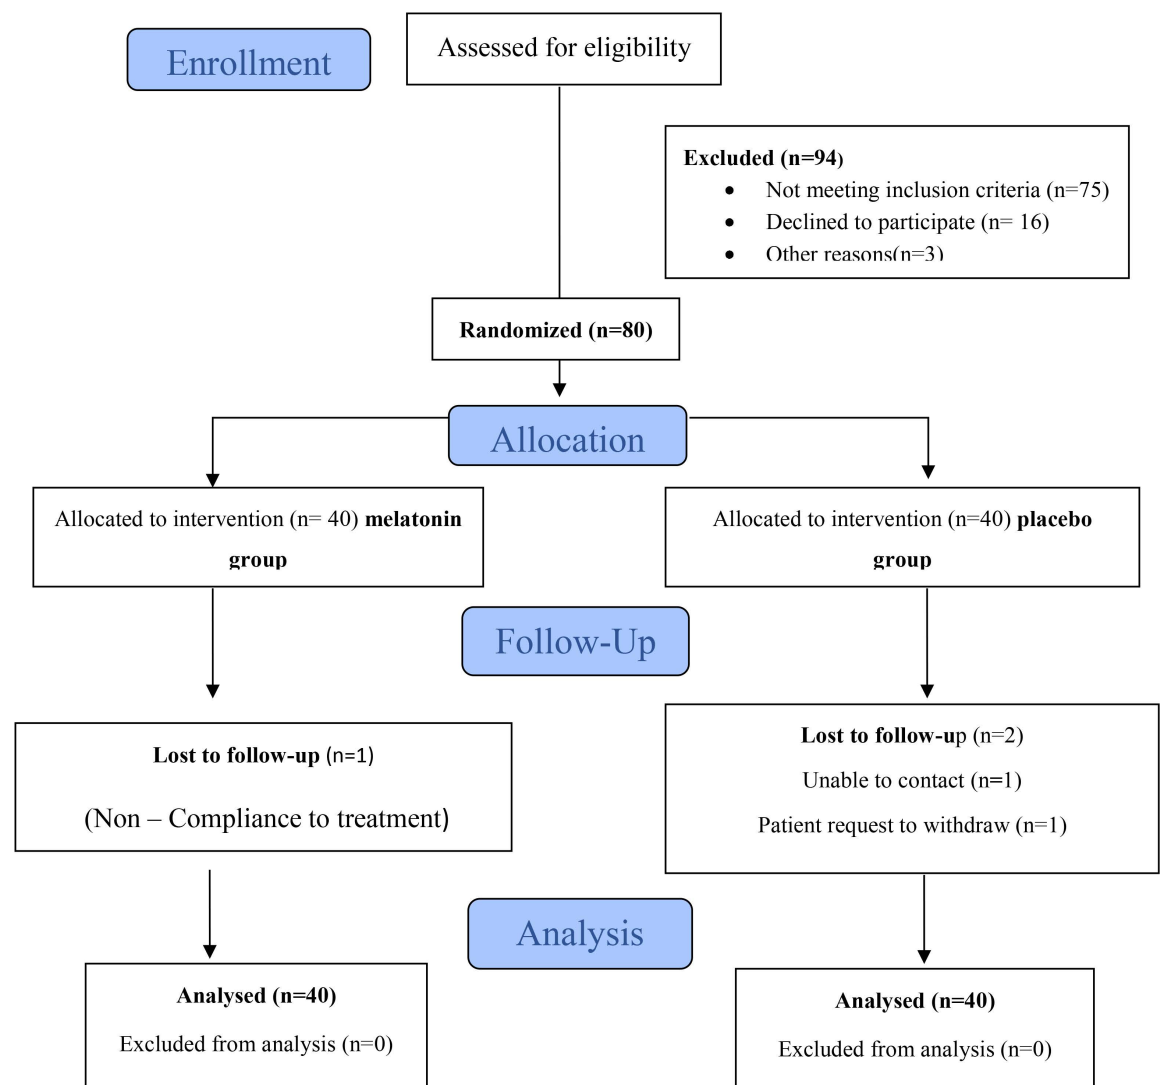 Enrollment
Assessed for eligibility
Excluded (n=94)
• Not meeting inclusion criteria (n=75)
• Declined to participate (n= 16)
• Other reasons(n=3)
Randomized (n=80)
Allocation
Allocated to intervention (n= 40) melatonin
group
Allocated to intervention (n=40) placebo
group
Follow-Up
Lost to follow-up (n=1)
(Non – Compliance to treatment)
Lost to follow-up (n=2)
Unable to contact (n=1)
Patient request to withdraw (n=1)
Analysis
Analysed (n=40)
Excluded from analysis (n=0)
Analysed (n=40)
Excluded from analysis (n=0)